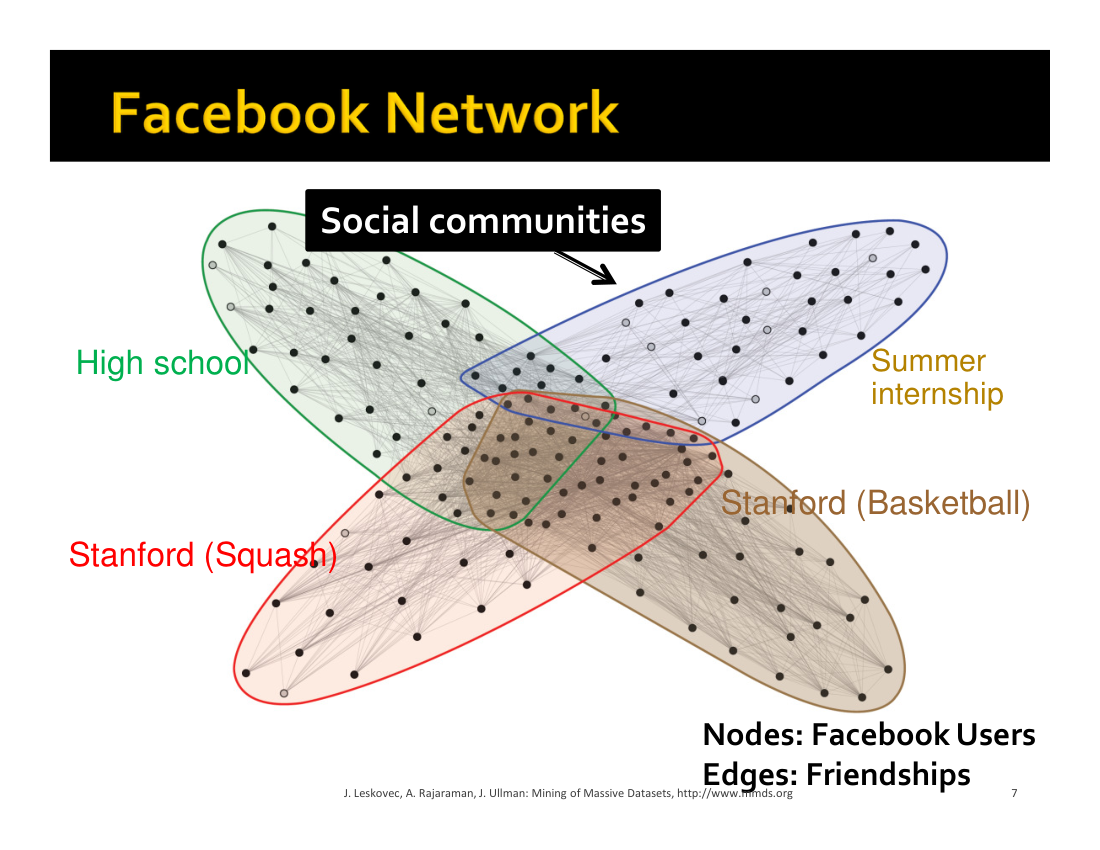 Facebook Network
Social communities
High school
Summer
internship
Stanford (Basketball)
Stanford (Squash)
Nodes: Facebook Users
Edges: Friendships
J. Leskovec, A. Rajaraman, J. Ullman: Mining of Massive Datasets, http://www.mmds.org
7